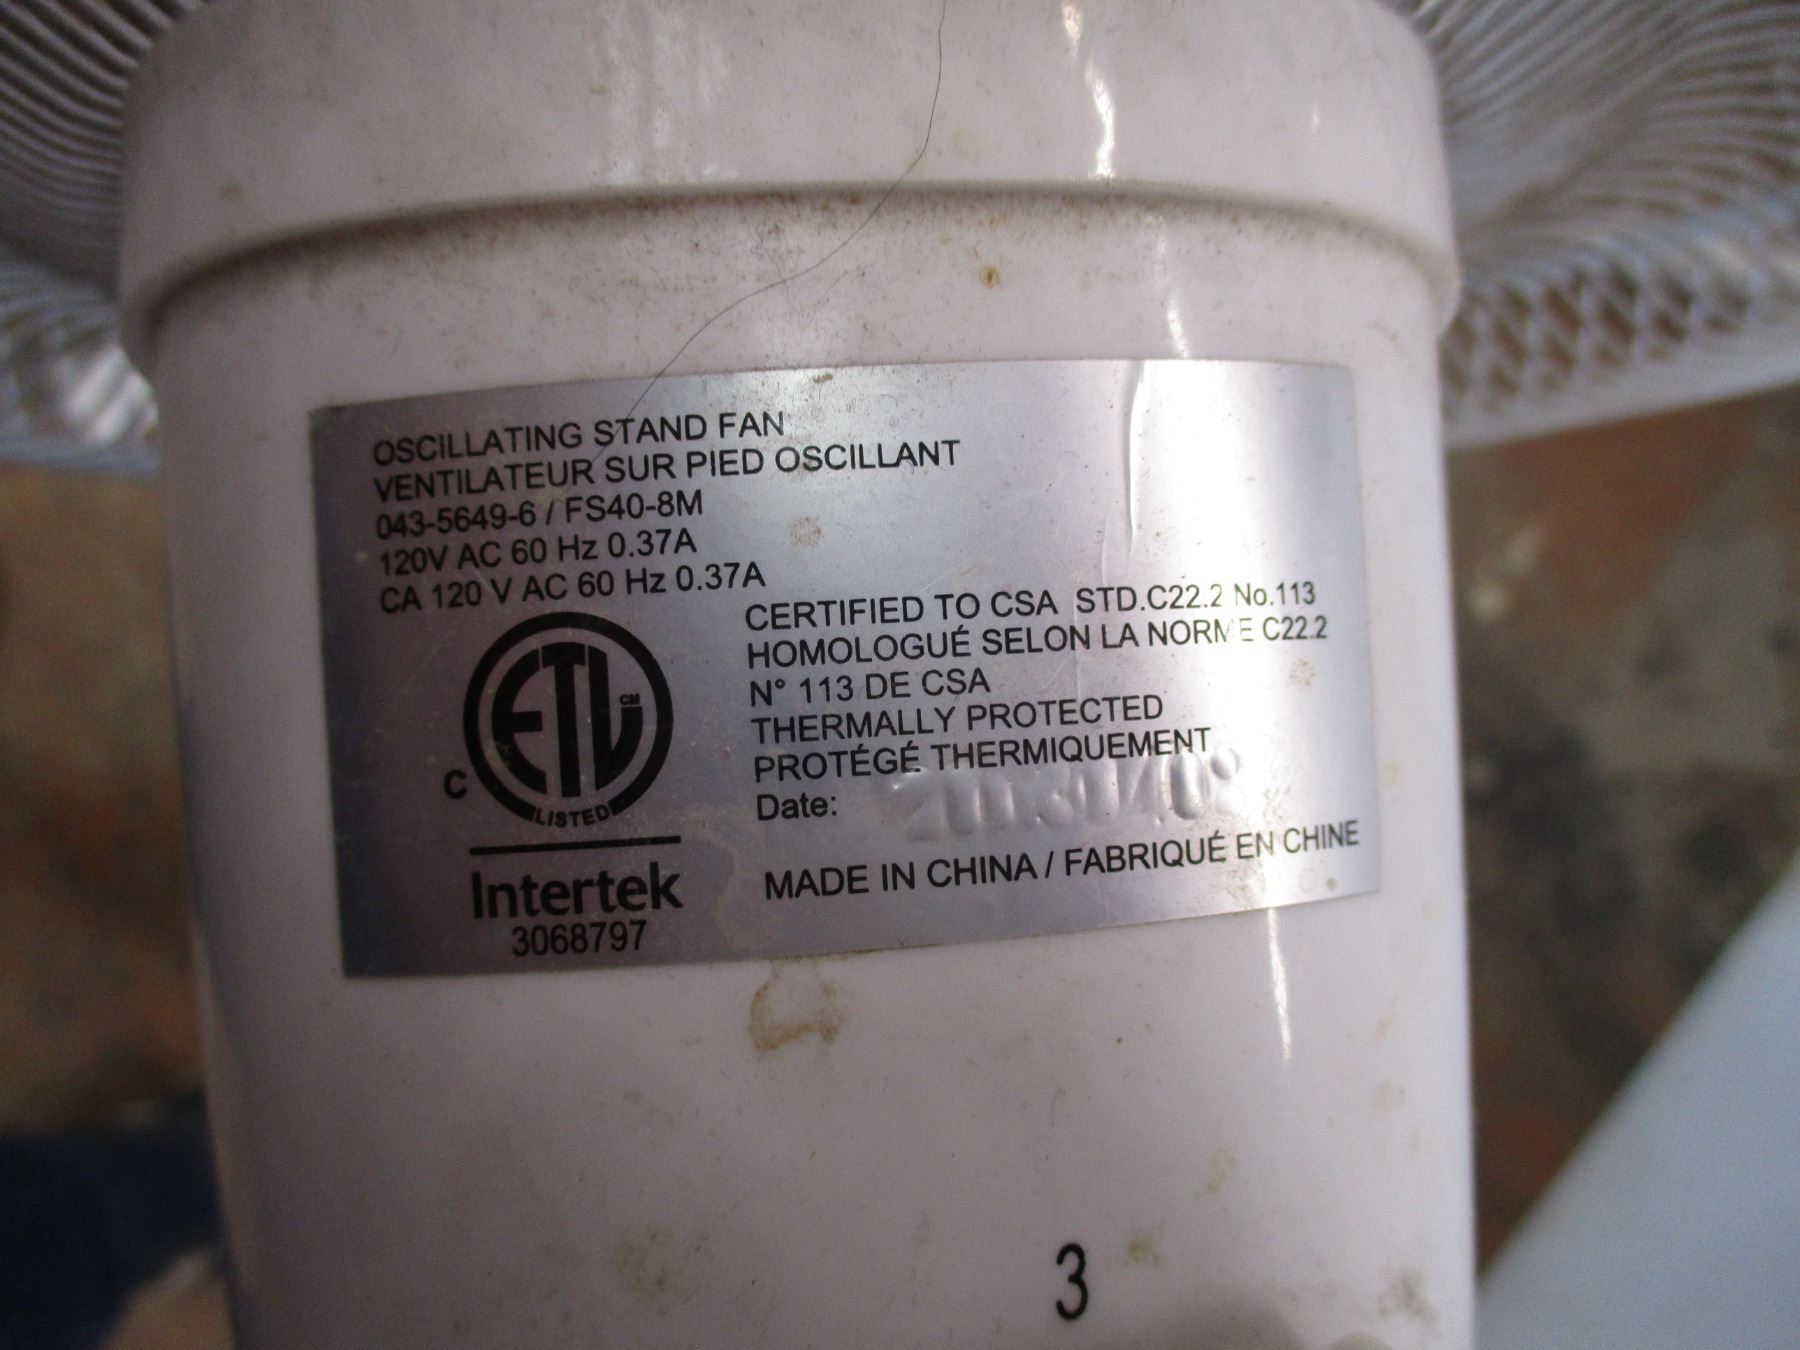 OSCILLATING STAND FAN
VENTILATEUR SUR PIED OSCILLANT
043-5649-6 / FS40-8M
120V AC 60 Hz 0.37A
CA 120 V AC 60 Hz 0.37A
CERTIFIED TO CSA STD.C22.2 No.113
HOMOLOGUÉ SELON LA NORME C22.2
N° 113 DE CSA
THERMALLY PROTECTED
PROTÉGÉ THERMIQUEMENT
Date:
MADE IN CHINA / FABRIQUÉ EN CHINE
C
ETL CM
LISTED
Intertek
3068797
3